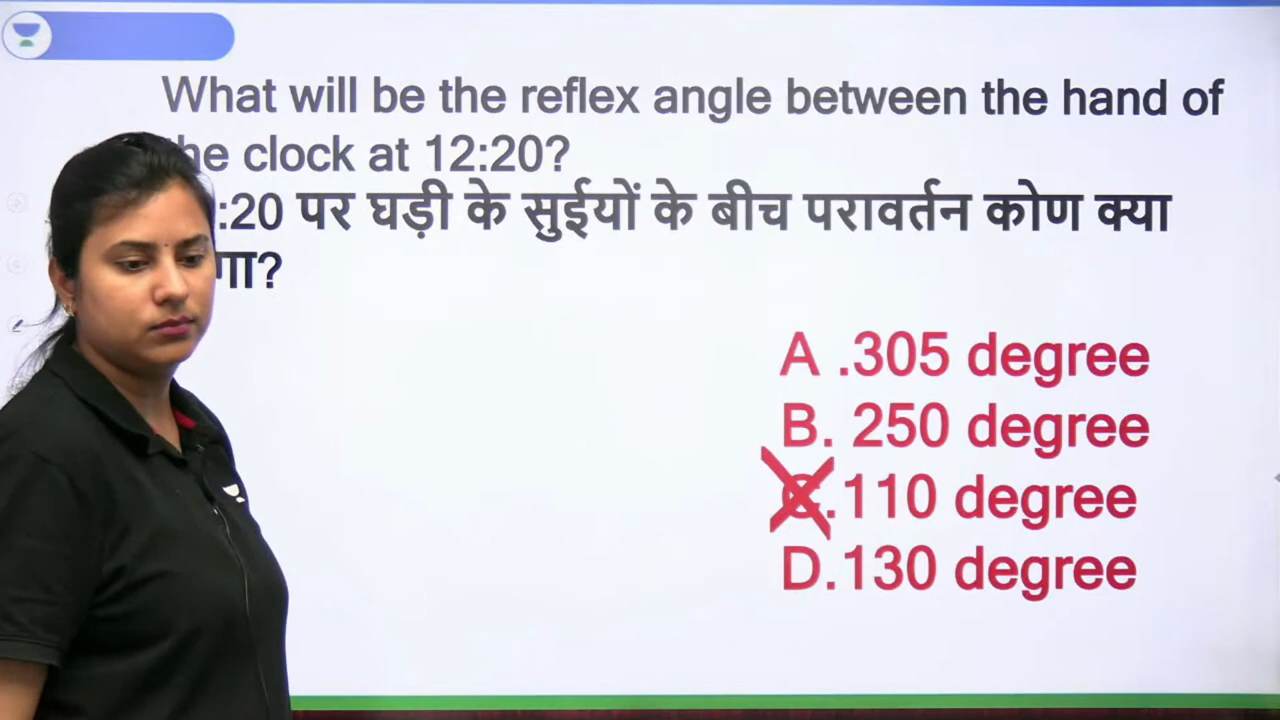 What will be the reflex angle between the hand of
the clock at 12:20?
:20 पर घड़ी के सुईयों के बीच परावर्तन कोण क्या
गा?
A .305 degree
B. 250 degree
C.110 degree
D.130 degree